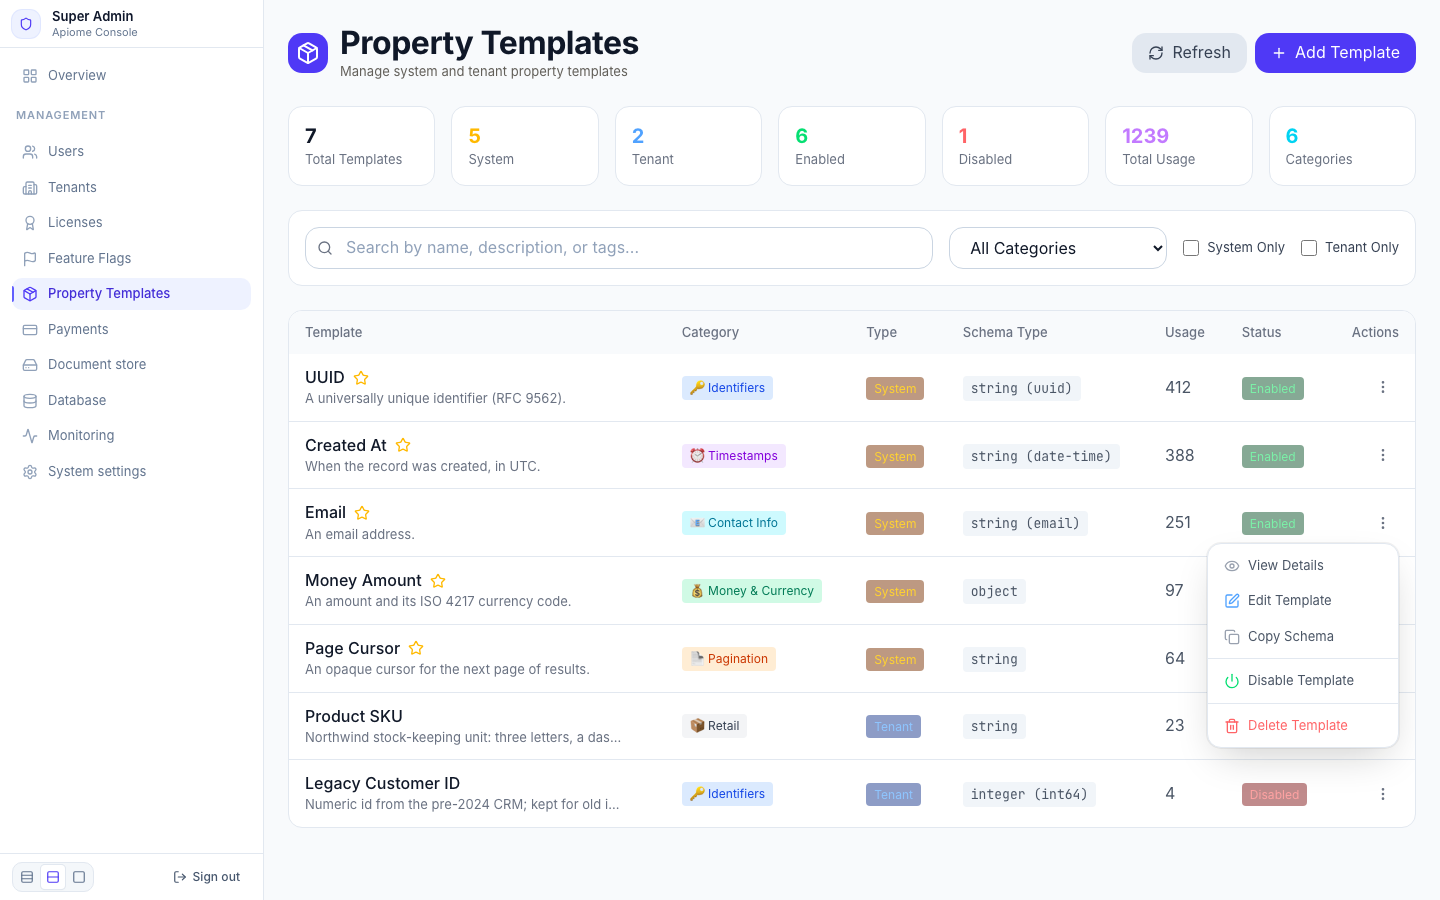 Super Admin
Apiome Console
Overview
MANAGEMENT
Users
Tenants
Licenses
Feature Flags
Property Templates
Payments
Document store
Database
Monitoring
System settings
Sign out
Property Templates
Manage system and tenant property templates
Refresh
Add Template
7
Total Templates
5
System
2
Tenant
6
Enabled
1
Disabled
1239
Total Usage
6
Categories
Search by name, description, or tags...
All Categories
System Only
Tenant Only
Template Category Type Schema Type Usage Status Actions
UUID
A universally unique identifier (RFC 9562).
Identifiers System string (uuid) 412 Enabled
Created At
When the record was created, in UTC.
Timestamps System string (date-time) 388 Enabled
Email
An email address.
Contact Info System string (email) 251 Enabled
Money Amount
An amount and its ISO 4217 currency code.
Money & Currency System object 97
Page Cursor
An opaque cursor for the next page of results.
Pagination System string 64
Product SKU
Northwind stock-keeping unit: three letters, a das...
Retail Tenant string 23
Legacy Customer ID
Numeric id from the pre-2024 CRM; kept for old i...
Identifiers Tenant integer (int64) 4 Disabled
View Details
Edit Template
Copy Schema
Disable Template
Delete Template